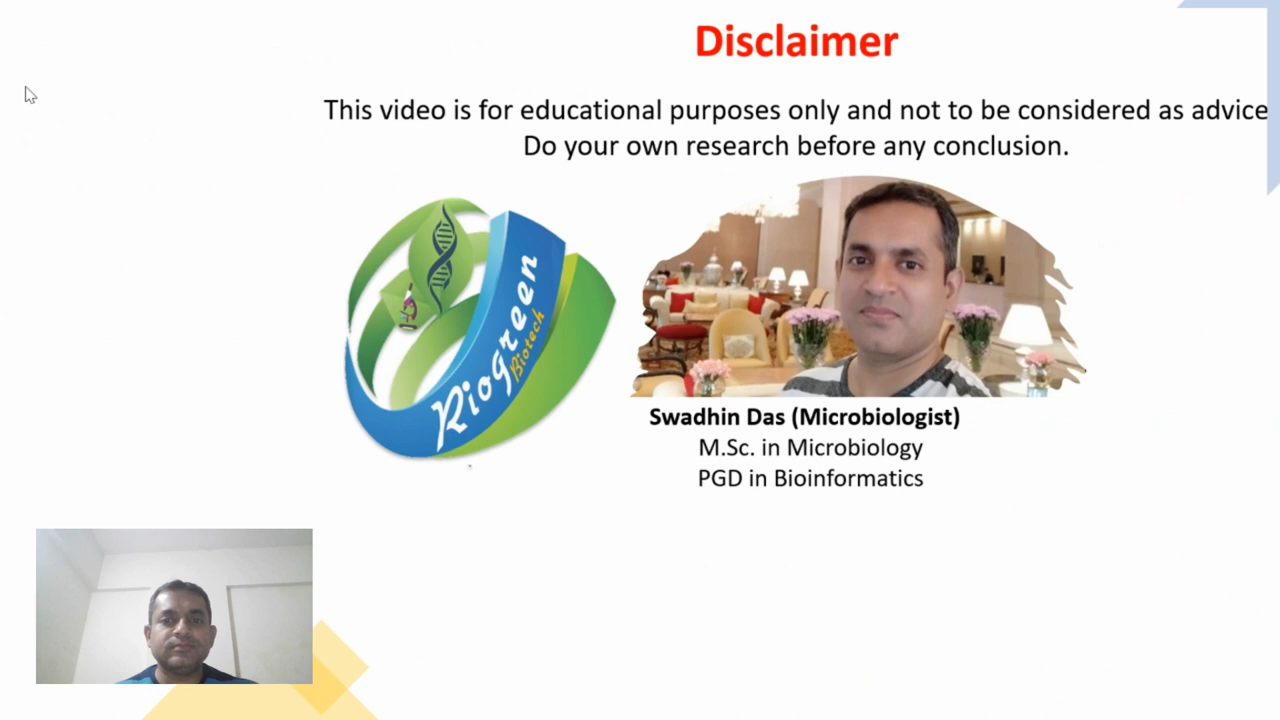 Disclaimer
This video is for educational purposes only and not to be considered as advice
Do your own research before any conclusion.
Riogreen
Biotech
Swadhin Das (Microbiologist)
M.Sc. in Microbiology
PGD in Bioinformatics